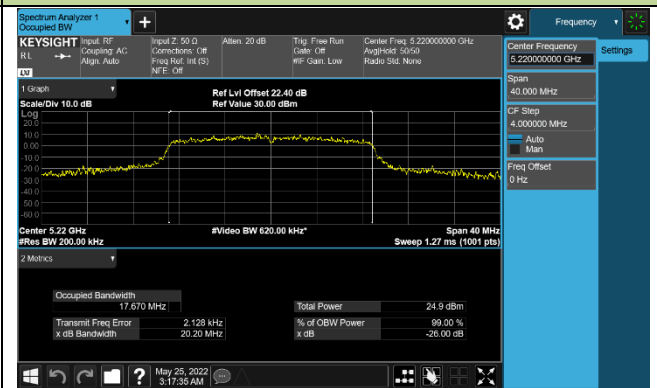 Spectrum Analyzer 1
Occupied BW
Frequency
KEYSIGHT
RL
LXI
Input: RF
Coupling: AC
Align: Auto
Input Z: 50 Ω
Corrections: Off
Freq Ref: Int (S)
NFE: Off
Atten: 20 dB
Trig: Free Run
Gate: Off
#IF Gain: Low
Center Freq: 5.220000000 GHz
Avg|Hold: 50/50
Radio Std: None
Center Frequency
5.220000000 GHz
Settings
Span
40.000 MHz
CF Step
4.000000 MHz
Auto
Man
Freq Offset
0 Hz
1 Graph
Scale/Div 10.0 dB
Ref Lvl Offset 22.40 dB
Ref Value 30.00 dBm
Log
20.0
10.0
0.00
-10.0
-20.0
-30.0
-40.0
-50.0
-60.0
Center 5.22 GHz
#Video BW 620.00 kHz*
Span 40 MHz
#Res BW 200.00 kHz
Sweep 1.27 ms (1001 pts)
2 Metrics
Occupied Bandwidth
17.670 MHz
Total Power 24.9 dBm
Transmit Freq Error 2.128 kHz
% of OBW Power 99.00 %
x dB Bandwidth 20.20 MHz
x dB -26.00 dB
?
May 25, 2022
3:17:35 AM